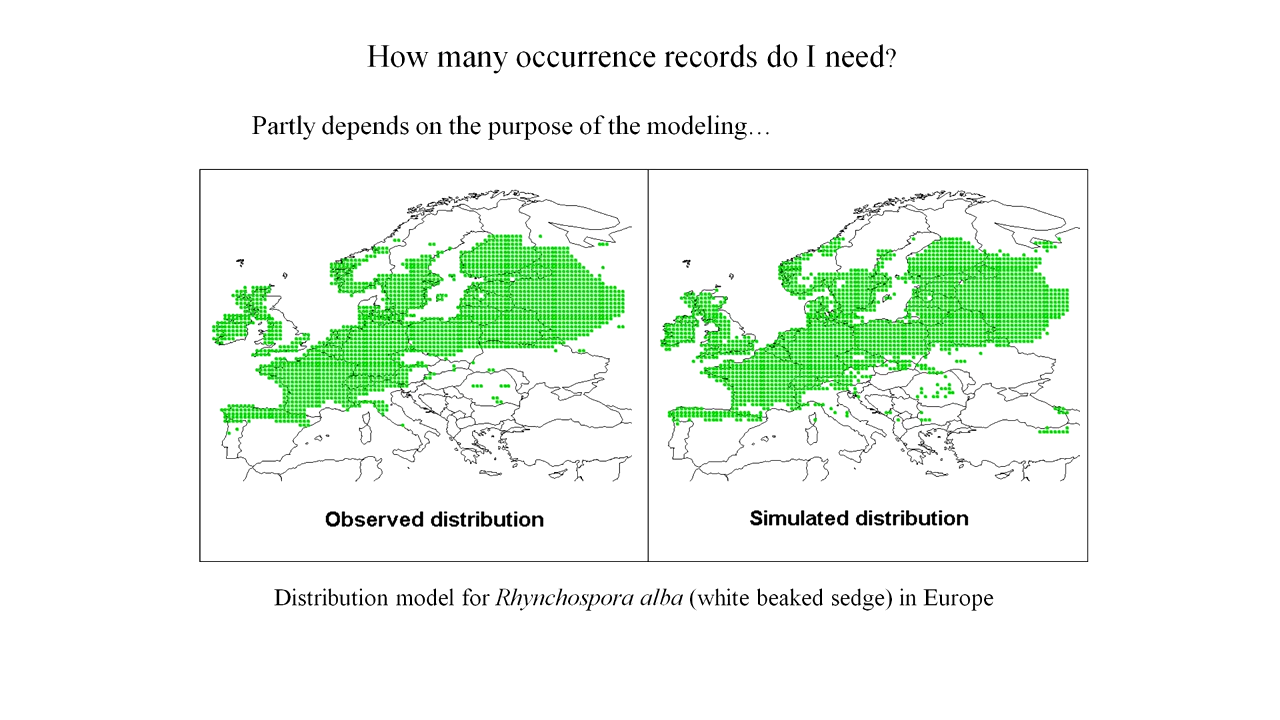 How many occurrence records do I need?
Partly depends on the purpose of the modeling…
Observed distribution
Simulated distribution
Distribution model for Rhynchospora alba (white beaked sedge) in Europe